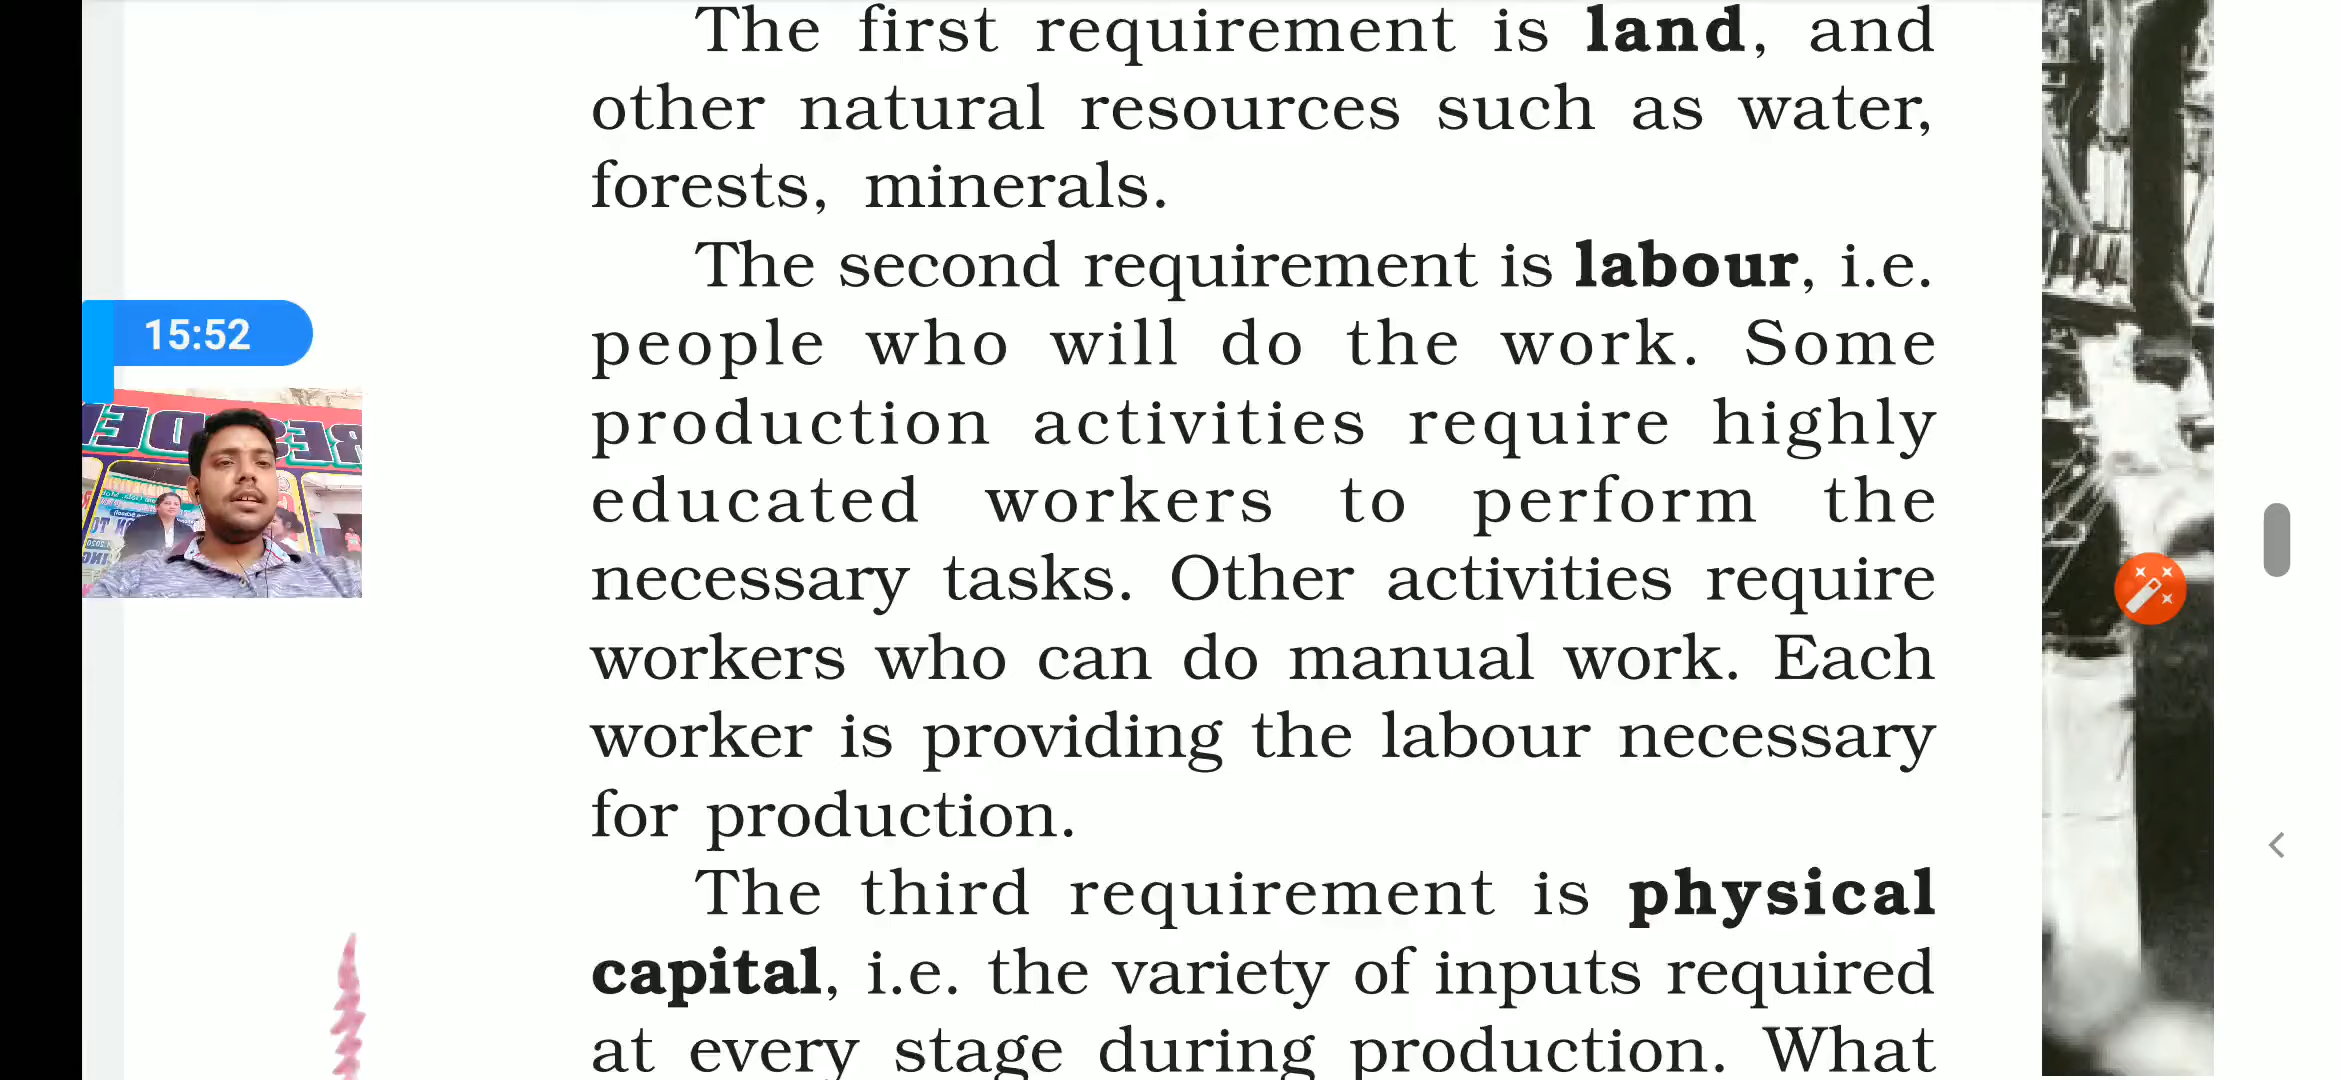 The first requirement is land, and
other natural resources such as water,
forests, minerals.
The second requirement is labour, i.e.
people who will do the work. Some
production activities require highly
educated workers to perform the
necessary tasks. Other activities require
workers who can do manual work. Each
worker is providing the labour necessary
for production.
The third requirement is physical
capital, i.e. the variety of inputs required
at every stage during production. What
15:52